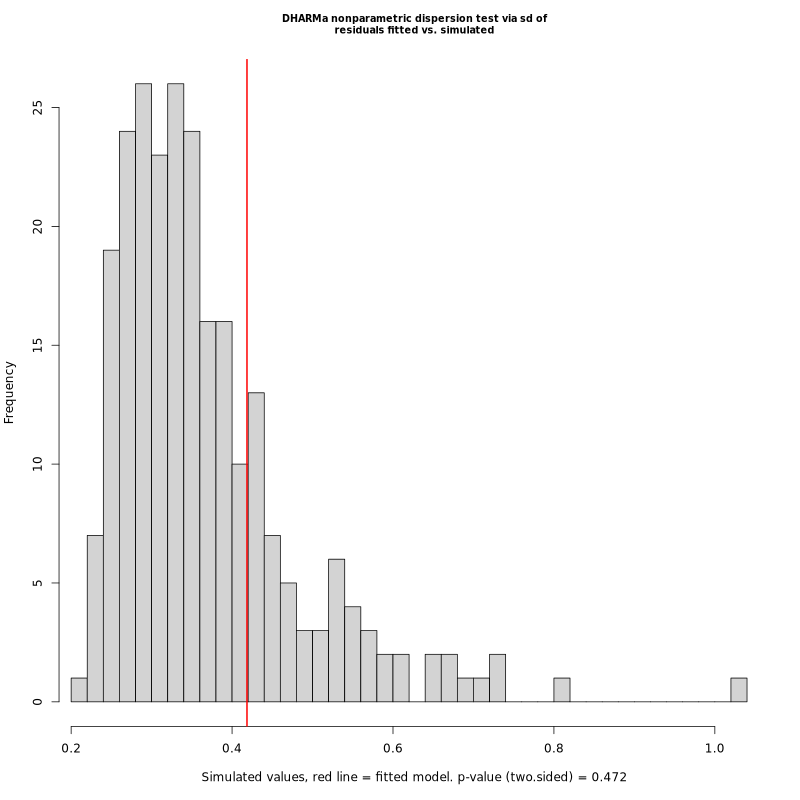 DHARMa nonparametric dispersion test via sd of
residuals fitted vs. simulated
Frequency
25
20
15
10
5
0
0.2 0.4 0.6 0.8 1.0
Simulated values, red line = fitted model. p-value (two.sided) = 0.472